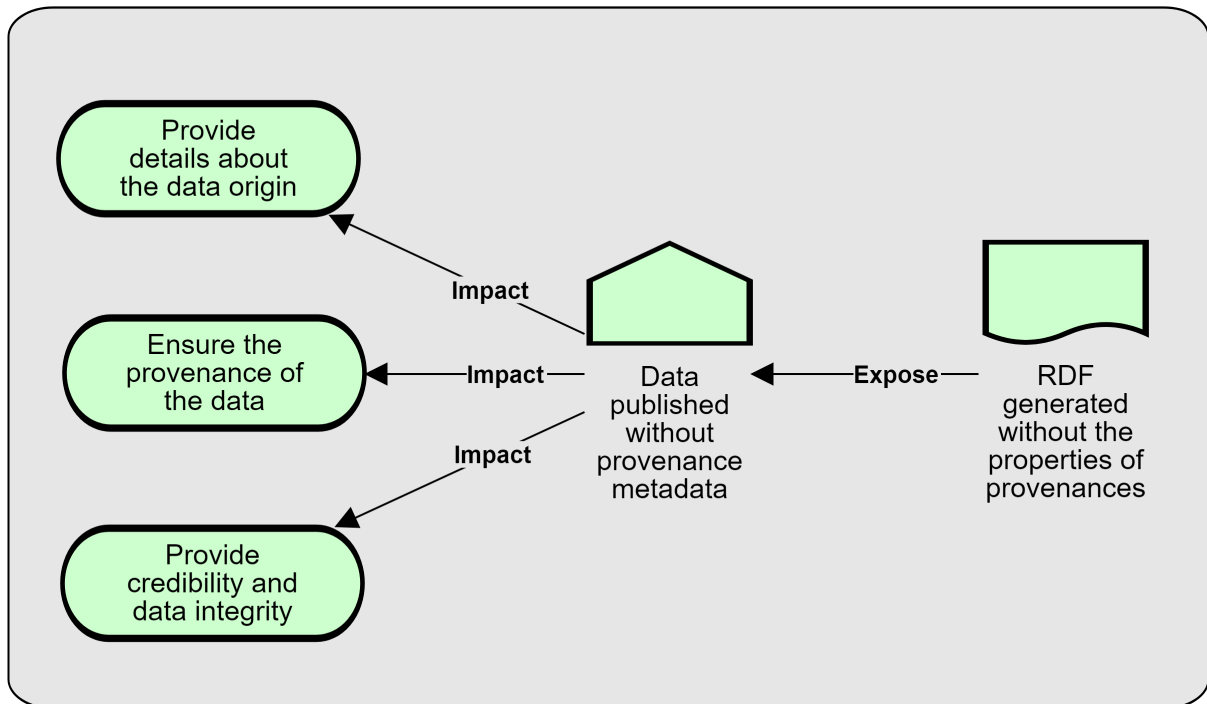 Provide
details about
the data origin
Impact
Ensure the
provenance of
the data
Impact
Data
published
without
provenance
metadata
Expose
RDF
generated
without the
properties of
provenances
Impact
Provide
credibility and
data integrity